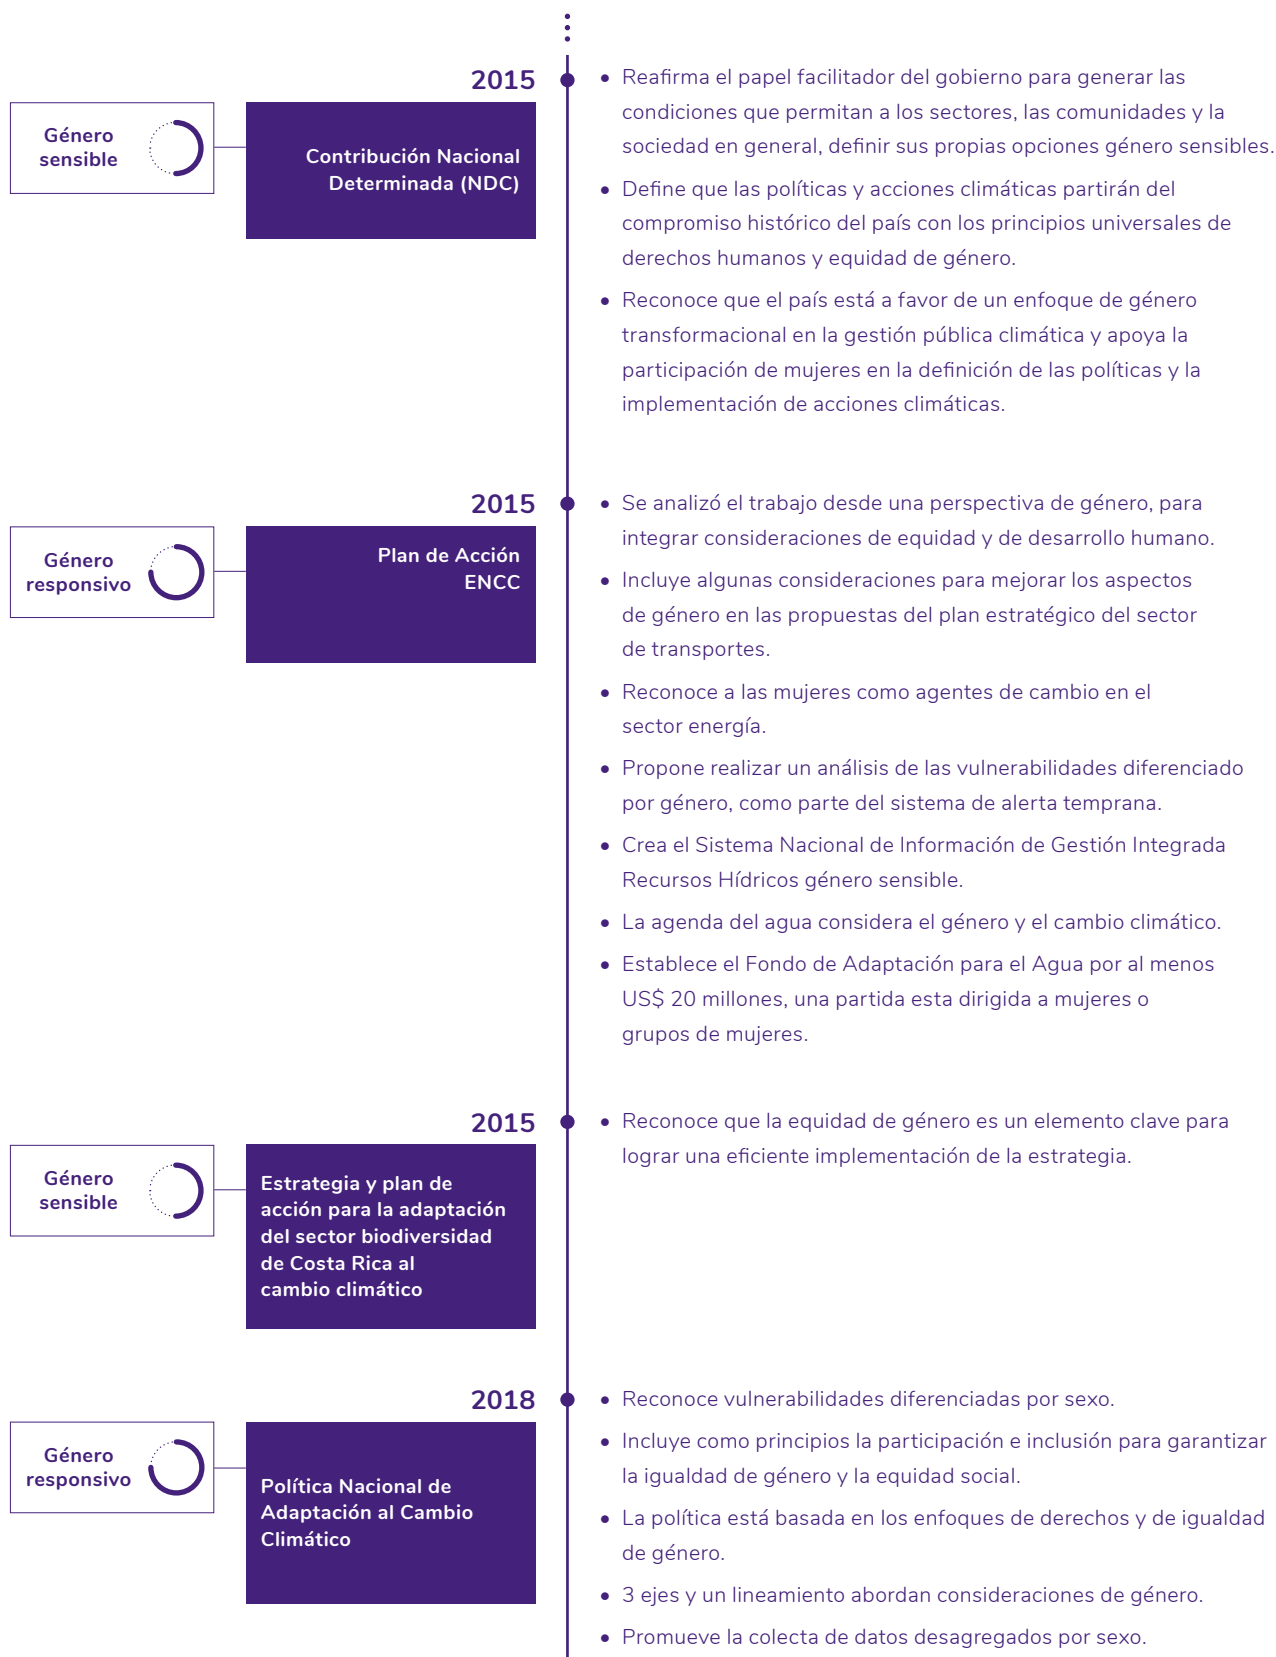 2015
Género
sensible
Contribución Nacional
Determinada (NDC)
• Reafirma el papel facilitador del gobierno para generar las
condiciones que permitan a los sectores, las comunidades y la
sociedad en general, definir sus propias opciones género sensibles.
• Define que las políticas y acciones climáticas partirán del
compromiso histórico del país con los principios universales de
derechos humanos y equidad de género.
• Reconoce que el país está a favor de un enfoque de género
transformacional en la gestión pública climática y apoya la
participación de mujeres en la definición de las políticas y la
implementación de acciones climáticas.
2015
Género
responsivo
Plan de Acción
ENCC
• Se analizó el trabajo desde una perspectiva de género, para
integrar consideraciones de equidad y de desarrollo humano.
• Incluye algunas consideraciones para mejorar los aspectos
de género en las propuestas del plan estratégico del sector
de transportes.
• Reconoce a las mujeres como agentes de cambio en el
sector energía.
• Propone realizar un análisis de las vulnerabilidades diferenciado
por género, como parte del sistema de alerta temprana.
• Crea el Sistema Nacional de Información de Gestión Integrada
Recursos Hídricos género sensible.
• La agenda del agua considera el género y el cambio climático.
• Establece el Fondo de Adaptación para el Agua por al menos
US$ 20 millones, una partida esta dirigida a mujeres o
grupos de mujeres.
2015
Género
sensible
Estrategia y plan de
acción para la adaptación
del sector biodiversidad
de Costa Rica al
cambio climático
• Reconoce que la equidad de género es un elemento clave para
lograr una eficiente implementación de la estrategia.
2018
Género
responsivo
Política Nacional de
Adaptación al Cambio
Climático
• Reconoce vulnerabilidades diferenciadas por sexo.
• Incluye como principios la participación e inclusión para garantizar
la igualdad de género y la equidad social.
• La política está basada en los enfoques de derechos y de igualdad
de género.
• 3 ejes y un lineamiento abordan consideraciones de género.
• Promueve la colecta de datos desagregados por sexo.